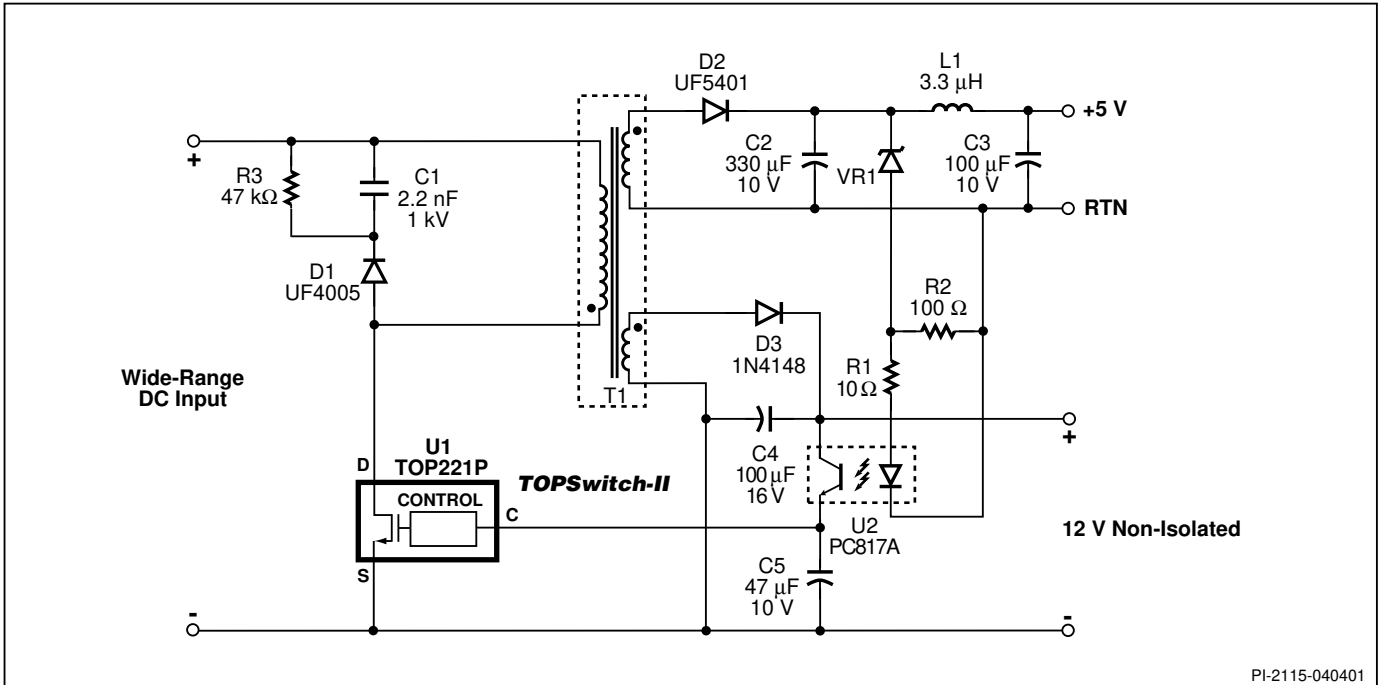 D2
UF5401
L1
3.3 µH
+5 V
+
R3
47 kΩ
C1
2.2 nF
1 kV
C2
330 µF
10 V
VR1
C3
100 µF
10 V
RTN
D1
UF4005
R2
100 Ω
D3
1N4148
R1
10 Ω
Wide-Range
DC Input
T1
+
U1
TOP221P
D
TOPSwitch-II
CONTROL
C
S
C4
100 µF
16 V
U2
PC817A
12 V Non-Isolated
C5
47 µF
10 V
-
-
PI-2115-040401